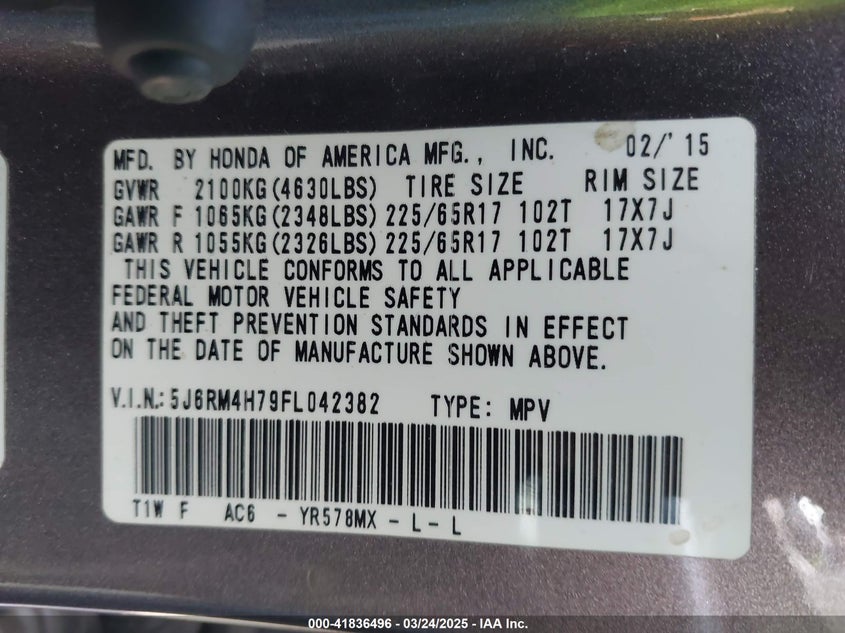 MFD. BY HONDA OF AMERICA MFG., INC. 02/'15
GVWR 2100KG(4630LBS) TIRE SIZE RIM SIZE
GAWR F 1065KG(2348LBS) 225/65R17 102T 17X7J
GAWR R 1055KG(2326LBS) 225/65R17 102T 17X7J
THIS VEHICLE CONFORMS TO ALL APPLICABLE
FEDERAL MOTOR VEHICLE SAFETY
AND THEFT PREVENTION STANDARDS IN EFFECT
ON THE DATE OF MANUFACTURE SHOWN ABOVE.
V.I.N.: 5J6RM4H79FL042382 TYPE: MPV
T1W F AC6 - YR578MX - L - L
000-41836496 - 03/24/2025 - IAA Inc.